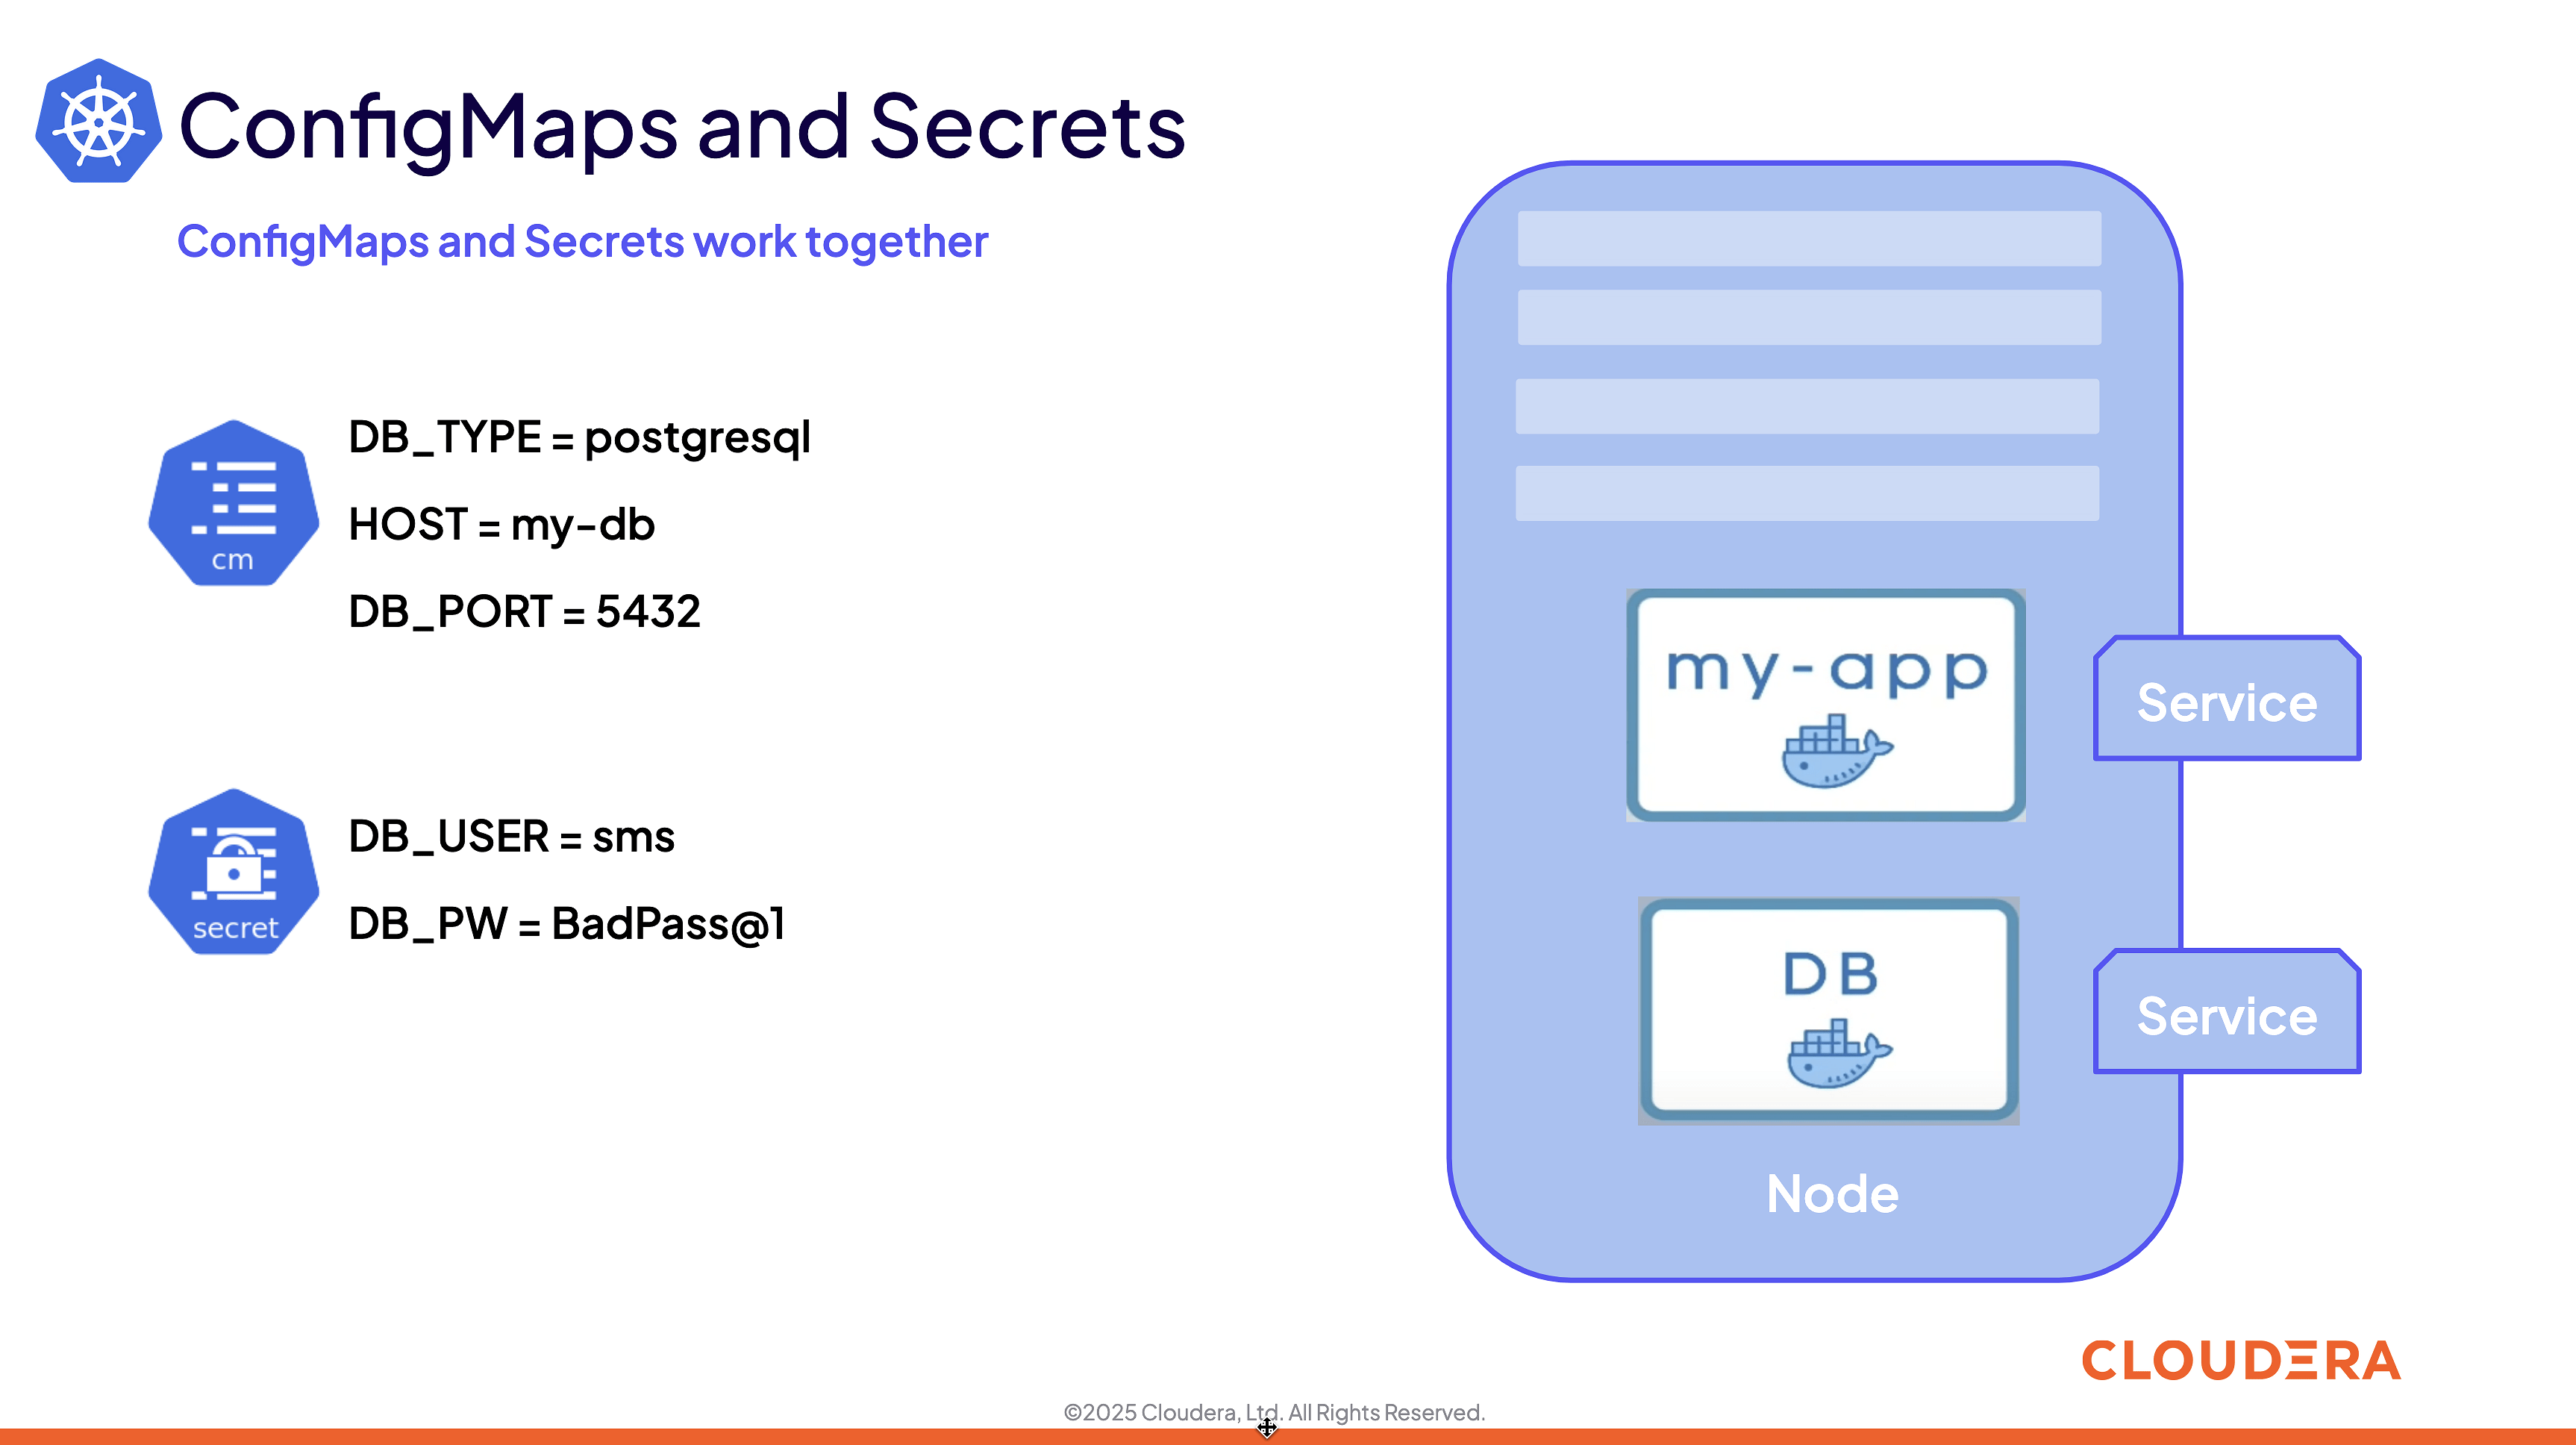 ConfigMaps and Secrets
ConfigMaps and Secrets work together
cm
DB_TYPE = postgresql
HOST = my-db
DB_PORT = 5432
secret
DB_USER = sms
DB_PW = BadPass@1
my-app
Service
DB
Service
Node
CLOUDERA
©2025 Cloudera, Ltd. All Rights Reserved.